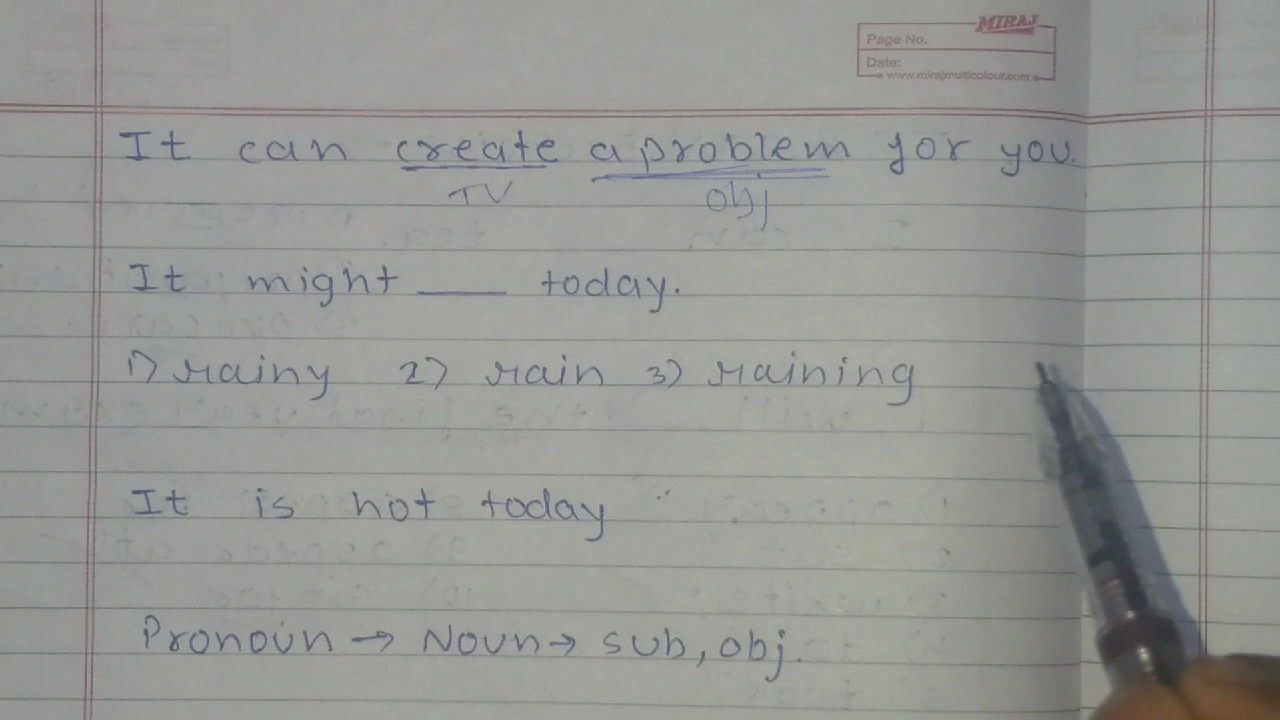 MIRAJ
Page No.
Date:
www.mirajmulticolour.com
It can create a problem for you.
TV obj
It might ___ today.
1) rainy 2) rain 3) raining
It is hot today
Pronoun → Noun → sub, obj.